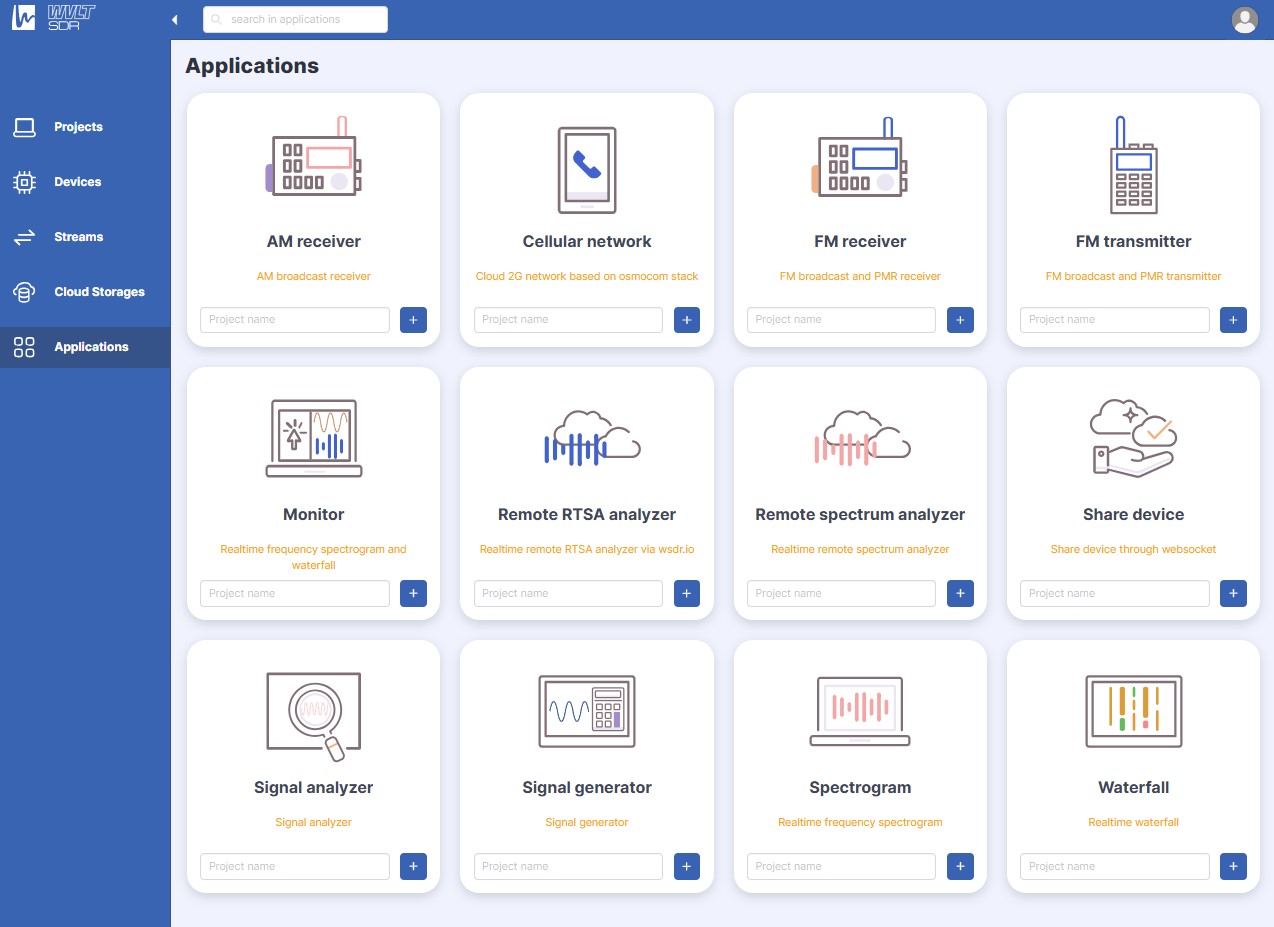 WVLT
SDR
search in applications
Projects
Devices
Streams
Cloud Storages
Applications
Applications
AM receiver
AM broadcast receiver
Project name
+
Cellular network
Cloud 2G network based on osmocom stack
Project name
+
FM receiver
FM broadcast and PMR receiver
Project name
+
FM transmitter
FM broadcast and PMR transmitter
Project name
+
Monitor
Realtime frequency spectrogram and
waterfall
Project name
+
Remote RTSA analyzer
Realtime remote RTSA analyzer via wsdr.io
Project name
+
Remote spectrum analyzer
Realtime remote spectrum analyzer
Project name
+
Share device
Share device through websocket
Project name
+
Signal analyzer
Signal analyzer
Project name
+
Signal generator
Signal generator
Project name
+
Spectrogram
Realtime frequency spectrogram
Project name
+
Waterfall
Realtime waterfall
Project name
+